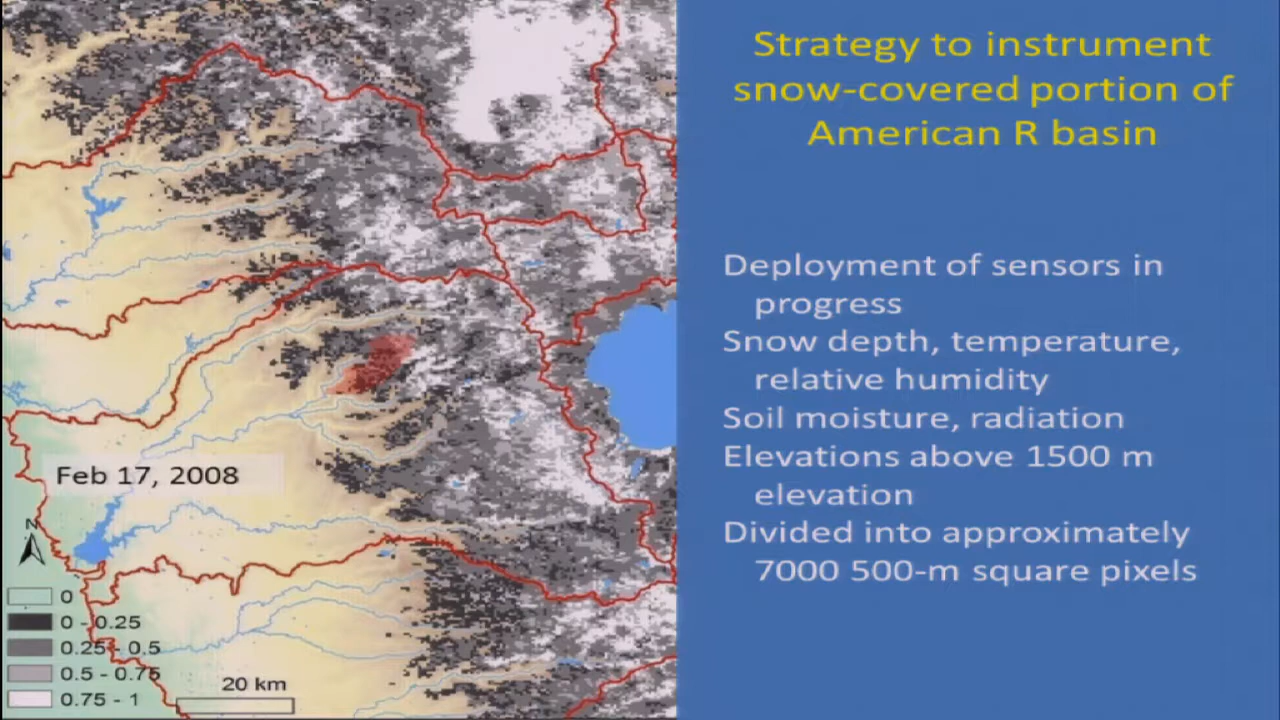 Strategy to instrument
snow-covered portion of
American R basin
Deployment of sensors in
progress
Snow depth, temperature,
relative humidity
Soil moisture, radiation
Elevations above 1500 m
elevation
Divided into approximately
7000 500-m square pixels
Feb 17, 2008
N
0
0 - 0.25
0.25 - 0.5
0.5 - 0.75
0.75 - 1
20 km